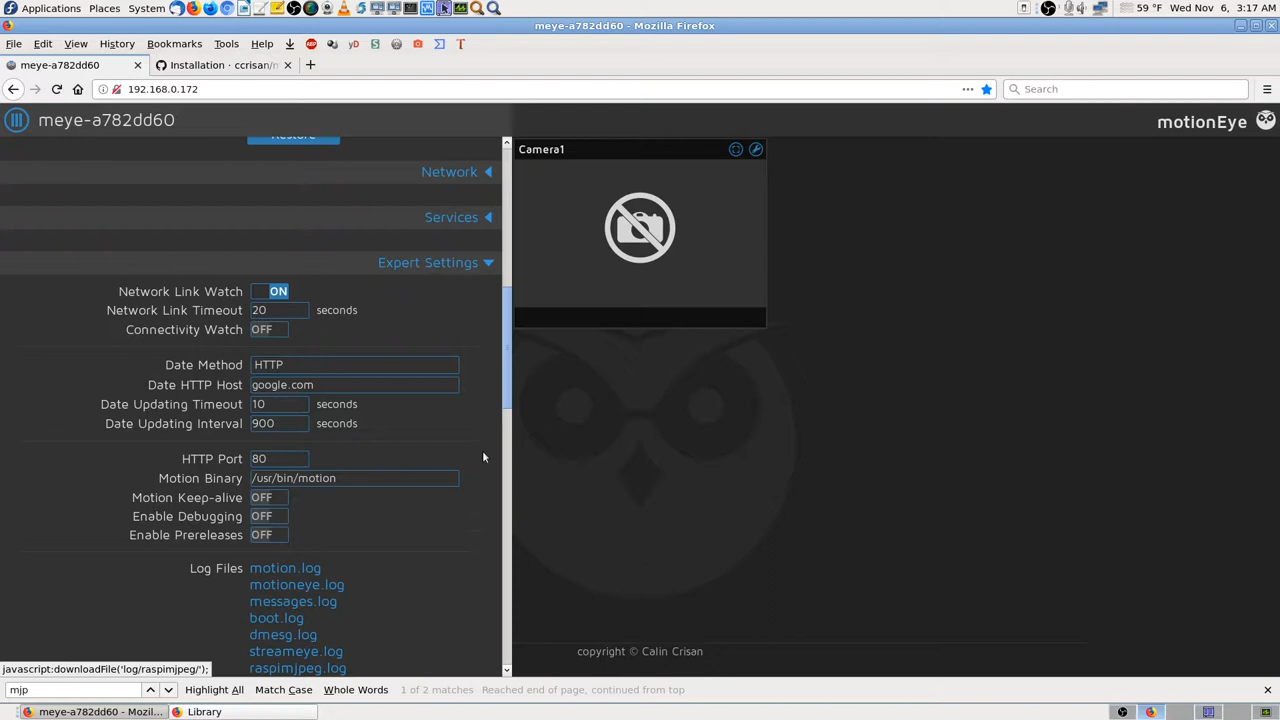 Applications Places System 59 °F Wed Nov 6, 3:17 AM
meye-a782dd60 - Mozilla Firefox
File Edit View History Bookmarks Tools Help
meye-a782dd60 Installation · ccrisan/m
192.168.0.172 Search
meye-a782dd60 motionEye
Restore
Camera1
Network
Services
Expert Settings
Network Link Watch ON
Network Link Timeout 20 seconds
Connectivity Watch OFF
Date Method HTTP
Date HTTP Host google.com
Date Updating Timeout 10 seconds
Date Updating Interval 900 seconds
HTTP Port 80
Motion Binary /usr/bin/motion
Motion Keep-alive OFF
Enable Debugging OFF
Enable Prereleases OFF
Log Files motion.log
motioneye.log
messages.log
boot.log
dmesg.log
streameye.log
raspimjpeg.log
copyright © Calin Crisan
javascript:downloadFile('log/raspimjpeg/');
mjp Highlight All Match Case Whole Words 1 of 2 matches Reached end of page, continued from top
meye-a782dd60 - Mozil... Library